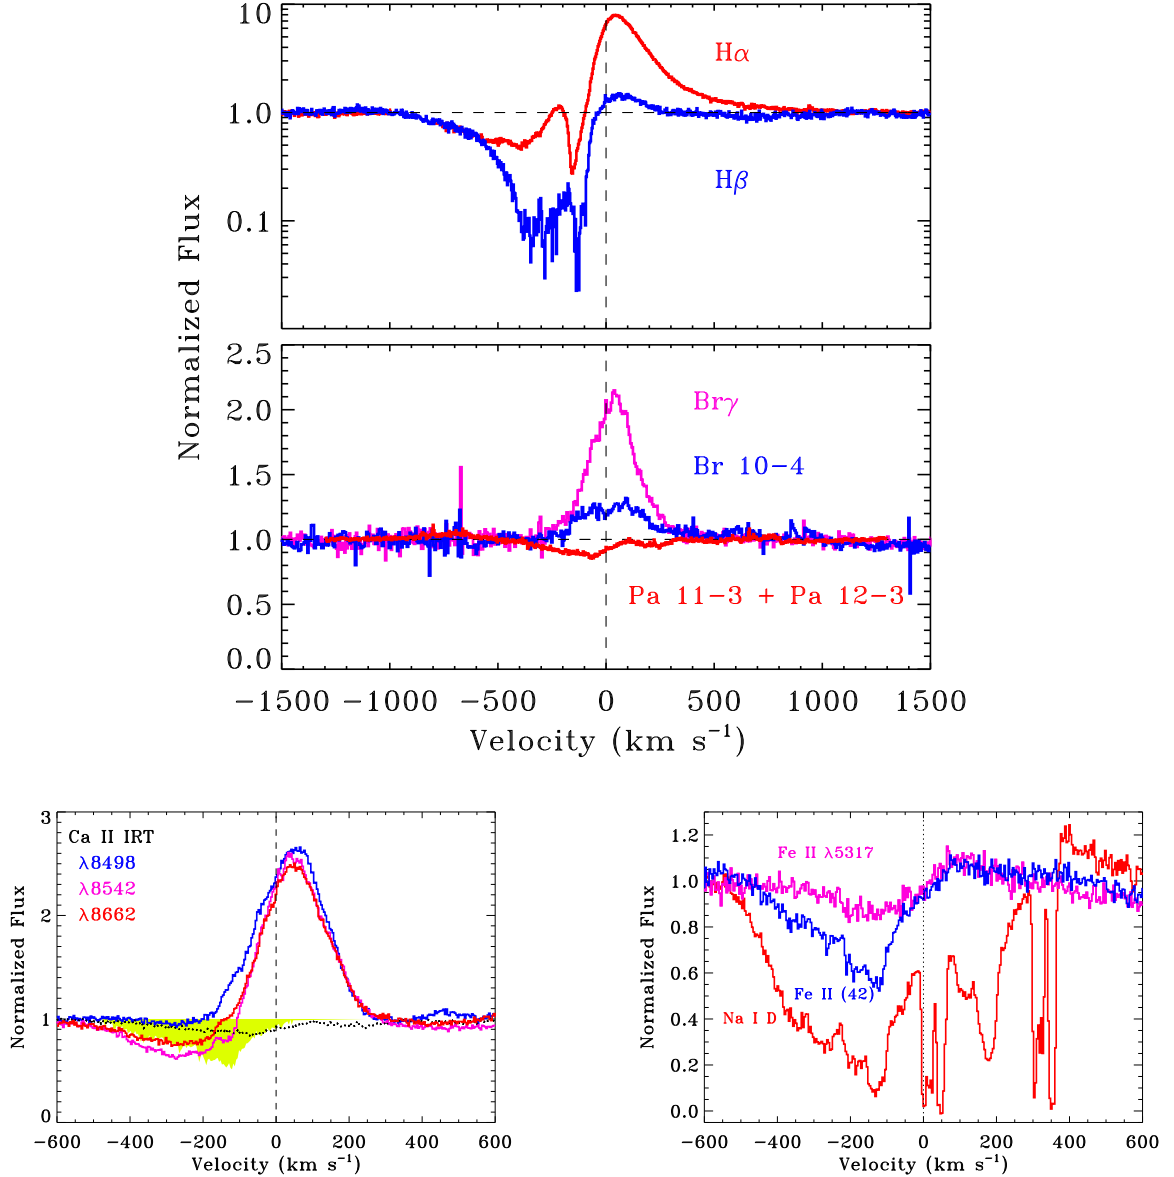 10
1.0
0.1
Hα
Hβ
Normalized Flux
2.5
2.0
1.5
1.0
0.5
0.0
Brγ
Br 10−4
Pa 11−3 + Pa 12−3
−1500 −1000 −500 0 500 1000 1500
Velocity (km s−1)
3
2
1
0
Ca II IRT
λ8498
λ8542
λ8662
Normalized Flux
−600 −400 −200 0 200 400 600
Velocity (km s−1)
1.2
1.0
0.8
0.6
0.4
0.2
0.0
Fe II λ5317
Fe II (42)
Na I D
Normalized Flux
−600 −400 −200 0 200 400 600
Velocity (km s−1)